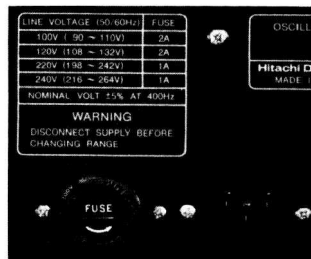 LINE VOLTAGE (50/60Hz) FUSE
100V ( 90 ~ 110V) 2A
120V (108 ~ 132V) 2A
220V (198 ~ 242V) 1A
240V (216 ~ 264V) 1A
NOMINAL VOLT ±5% AT 400Hz
WARNING
DISCONNECT SUPPLY BEFORE
CHANGING RANGE
OSCILL
Hitachi D
MADE I
FUSE